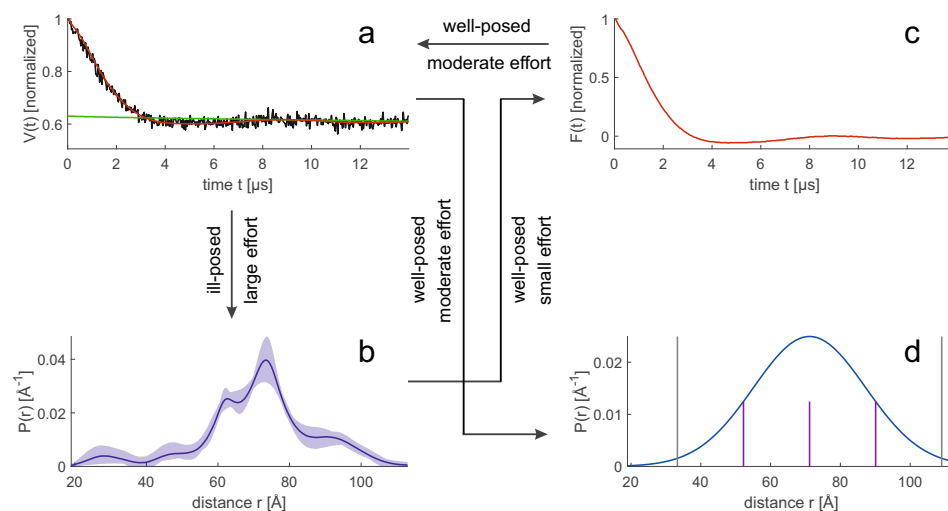 a
V(t) [normalized]
1
0.8
0.6
0 2 4 6 8 10 12
time t [µs]
well-posed
moderate effort
c
F(t) [normalized]
1
0.5
0
0 2 4 6 8 10 12
time t [µs]
ill-posed
large effort
well-posed
moderate effort
well-posed
small effort
b
P(r) [Å⁻¹]
0.04
0.02
0
20 40 60 80 100
distance r [Å]
d
P(r) [Å⁻¹]
0.02
0.01
0
20 40 60 80 100
distance r [Å]